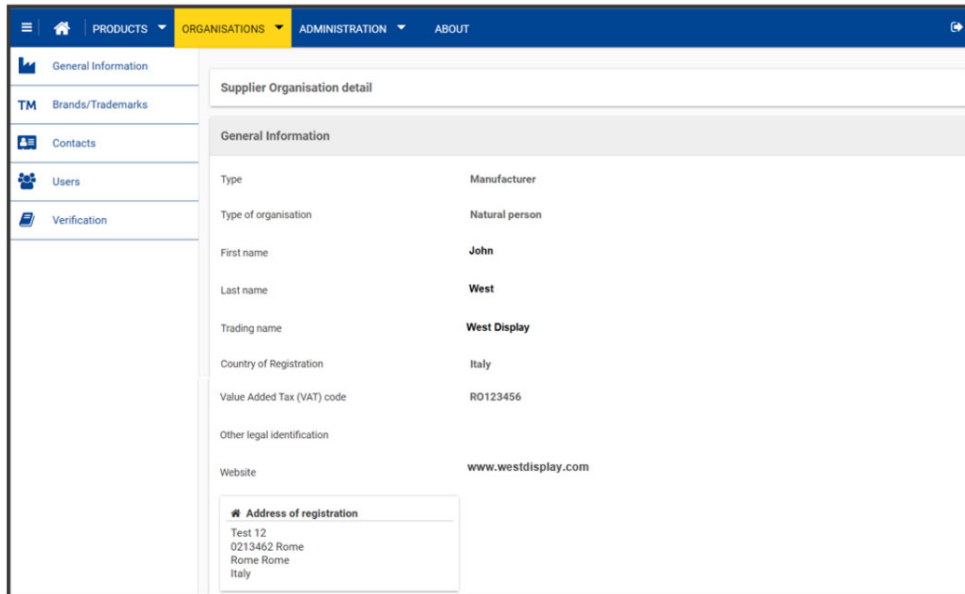 PRODUCTS ORGANISATIONS ADMINISTRATION ABOUT
General Information
TM Brands/Trademarks
Contacts
Users
Verification
Supplier Organisation detail
General Information
Type Manufacturer
Type of organisation Natural person
First name John
Last name West
Trading name West Display
Country of Registration Italy
Value Added Tax (VAT) code RO123456
Other legal identification
Website www.westdisplay.com
Address of registration
Test 12
0213462 Rome
Rome Rome
Italy